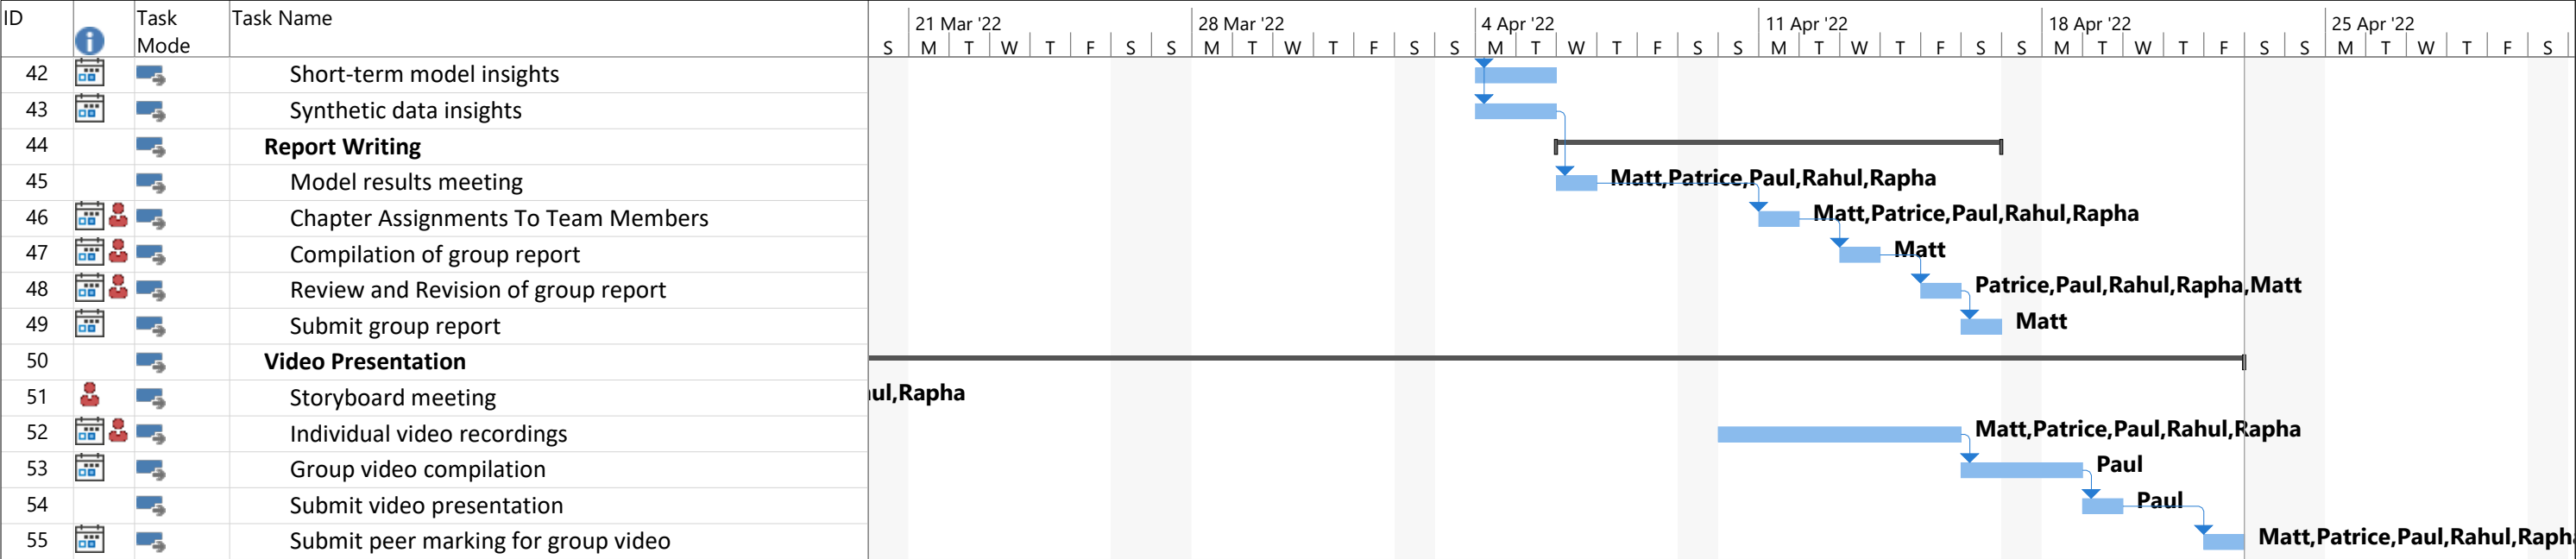 ID Task Mode Task Name 21 Mar '22 28 Mar '22 4 Apr '22 11 Apr '22 18 Apr '22 25 Apr '22
S M T W T F S S M T W T F S S M T W T F S S M T W T F S S M T W T F S S M T W T F S
42 Short-term model insights
43 Synthetic data insights
44 Report Writing
45 Model results meeting Matt,Patrice,Paul,Rahul,Rapha
46 Chapter Assignments To Team Members Matt,Patrice,Paul,Rahul,Rapha
47 Compilation of group report Matt
48 Review and Revision of group report Patrice,Paul,Rahul,Rapha,Matt
49 Submit group report Matt
50 Video Presentation
51 Storyboard meeting ul,Rapha
52 Individual video recordings Matt,Patrice,Paul,Rahul,Rapha
53 Group video compilation Paul
54 Submit video presentation Paul
55 Submit peer marking for group video Matt,Patrice,Paul,Rahul,Raph